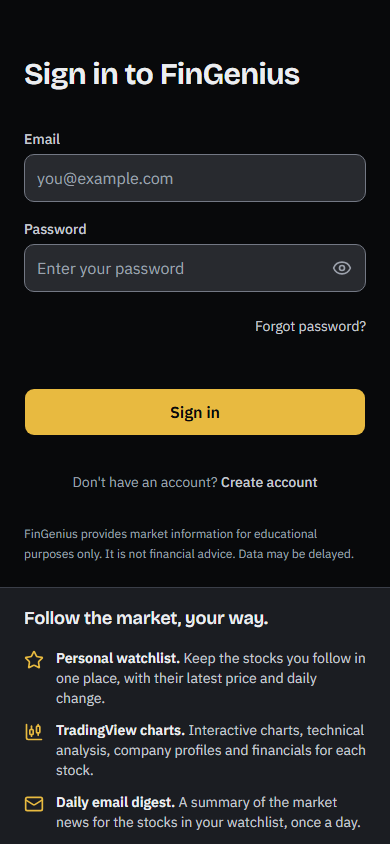 Sign in to FinGenius
Email
you@example.com
Password
Enter your password
Forgot password?
Sign in
Don't have an account? Create account
FinGenius provides market information for educational
purposes only. It is not financial advice. Data may be delayed.
Follow the market, your way.
Personal watchlist. Keep the stocks you follow in
one place, with their latest price and daily
change.
TradingView charts. Interactive charts, technical
analysis, company profiles and financials for each
stock.
Daily email digest. A summary of the market
news for the stocks in your watchlist, once a day.